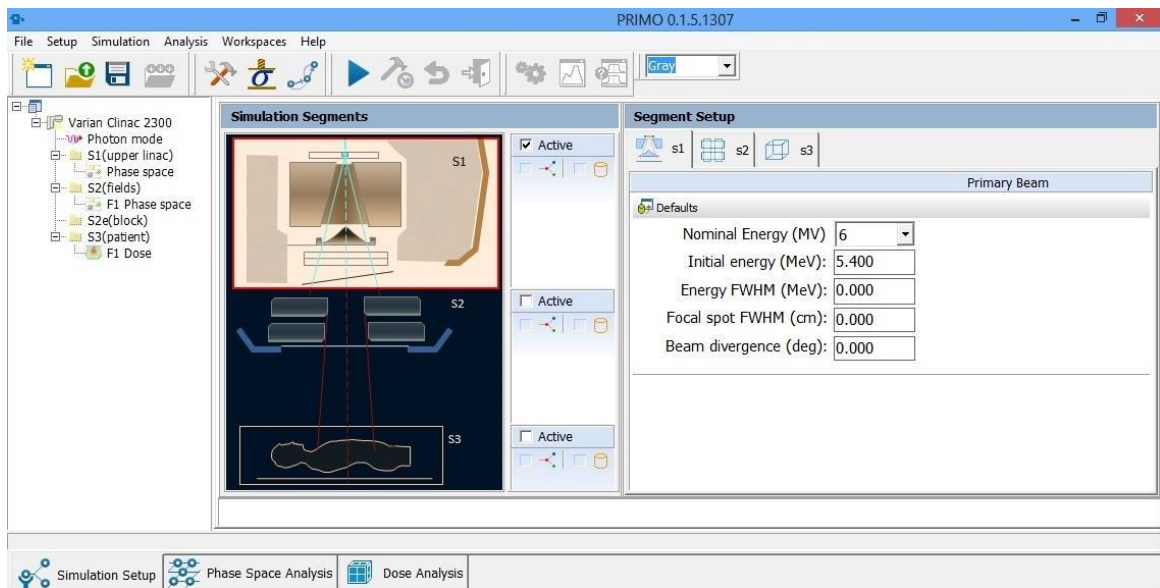 PRIMO 0.1.5.1307
File Setup Simulation Analysis Workspaces Help
Gray
Varian Clinac 2300
Photon mode
S1(upper linac)
Phase space
S2(fields)
F1 Phase space
S2e(block)
S3(patient)
F1 Dose
Simulation Segments
S1
Active
S2
Active
S3
Active
Segment Setup
s1 s2 s3
Primary Beam
Defaults
Nominal Energy (MV) 6
Initial energy (MeV): 5.400
Energy FWHM (MeV): 0.000
Focal spot FWHM (cm): 0.000
Beam divergence (deg): 0.000
Simulation Setup Phase Space Analysis Dose Analysis